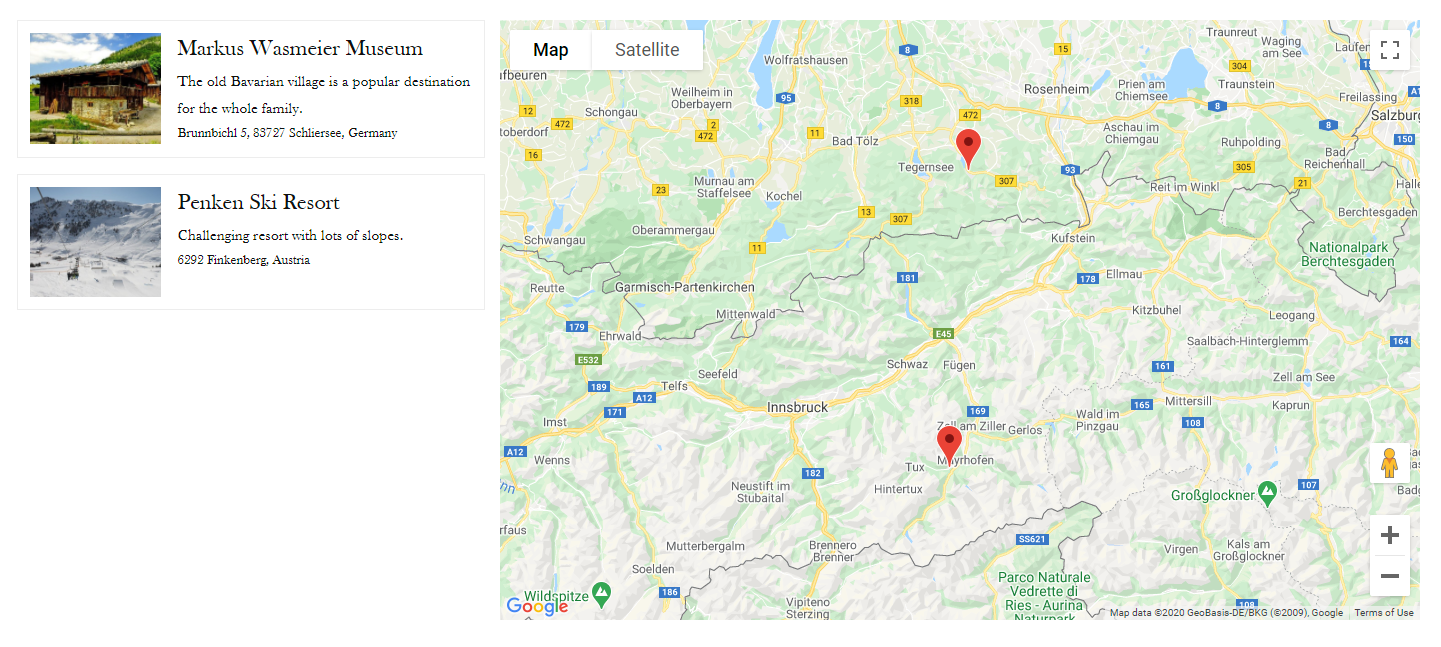 Markus Wasmeier Museum
The old Bavarian village is a popular destination
for the whole family.
Brunnbichl 5, 83727 Schliersee, Germany
Penken Ski Resort
Challenging resort with lots of slopes.
6292 Finkenberg, Austria
Map
Satellite
Wolfratshausen
8
15
Traunreut
Waging
am See
Laufen
304
Traunstein
Prien am
Chiemsee
Rosenheim
Freilassing
Salzburg
ufbeuren
Weilheim in
Oberbayern
95
318
8
8
150
12
472
Schongau
2
472
11
Bad Tölz
472
Aschau im
Chiemgau
Ruhpolding
Bad
Reichenhall
toberdorf
16
Tegernsee
307
93
305
21
Reit im Winkl
23
Murnau am
Staffelsee
Kochel
13
307
Berchtesgaden
Schwangau
Oberammergau
11
Kufstein
Nationalpark
Berchtesgaden
181
178
Ellmau
Reutte
Garmisch-Partenkirchen
Mittenwald
Kitzbuhel
Leogang
179
Ehrwald
E45
Saalbach-Hinterglemm
164
E532
Seefeld
Schwaz
Fügen
161
Zell am See
189
Telfs
A12
171
Innsbruck
169
165
Mittersill
Kaprun
Imst
Zell am Ziller
Gerlos
Wald im
Pinzgau
108
A12
Wenns
182
Tux
Mayrhofen
Neustift im
Stubaital
Hintertux
Großglockner
107
SS621
Mutterbergalm
Brennero
Brenner
Virgen
Kals am
Großglockner
Soelden
186
Wildspitze
Vipiteno
Sterzing
Parco Naturale
Vedrette di
Ries - Aurina
Naturpark
108
Google
Map data ©2020 GeoBasis-DE/BKG (©2009), Google
Terms of Use